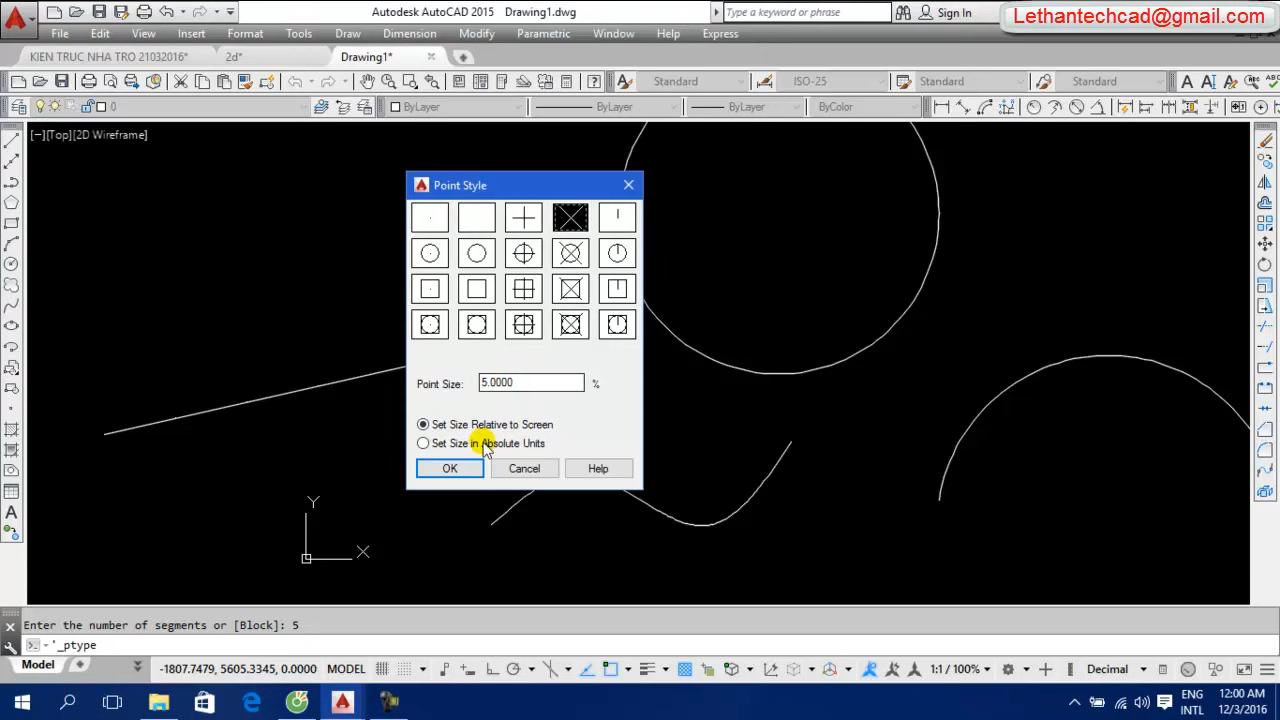 Autodesk AutoCAD 2015 Drawing1.dwg
Type a keyword or phrase
Sign In
Lethantechcad@gmail.com
File Edit View Insert Format Tools Draw Dimension Modify Parametric Window Help Express
KIEN TRUC NHA TRO 21032016*
2d*
Drawing1*
Standard
ISO-25
Standard
Standard
0
ByLayer
ByLayer
ByLayer
ByColor
[−][Top][2D Wireframe]
Point Style
Point Size:
5.0000
%
Set Size Relative to Screen
Set Size in Absolute Units
OK
Cancel
Help
Y
X
Enter the number of segments or [Block]: 5
'_ptype
Model
-1807.7479, 5605.3345, 0.0000
MODEL
1:1 / 100%
Decimal
ENG
INTL
12:00 AM
12/3/2016